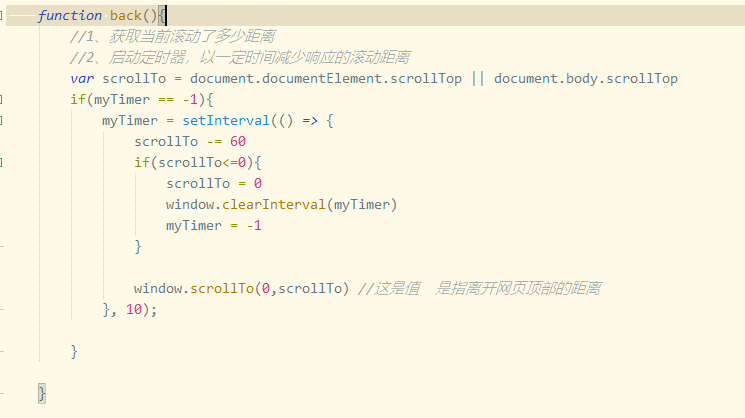 function back(){
//1、获取当前滚动了多少距离
//2、启动定时器，以一定时间减少响应的滚动距离
var scrollTo = document.documentElement.scrollTop || document.body.scrollTop
if(myTimer == -1){
myTimer = setInterval(() => {
scrollTo -= 60
if(scrollTo<=0){
scrollTo = 0
window.clearInterval(myTimer)
myTimer = -1
}
window.scrollTo(0,scrollTo) //这是值  是指离开网页顶部的距离
}, 10);
}
}